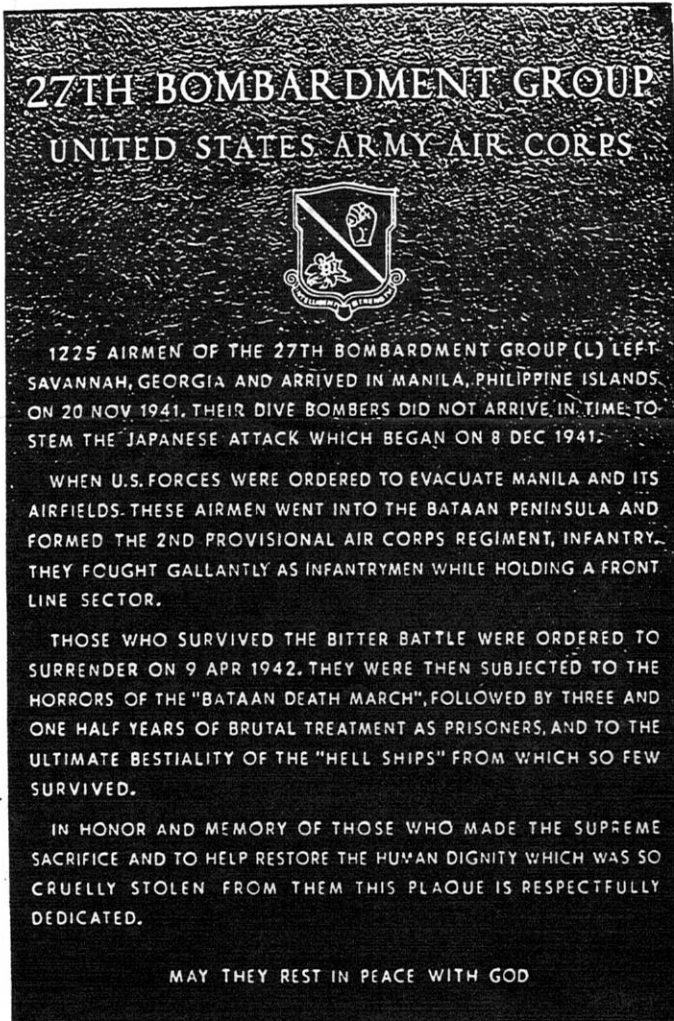 27TH BOMBARDMENT GROUP
UNITED STATES ARMY AIR CORPS
INTELLIGENT STRENGTH
1225 AIRMEN OF THE 27TH BOMBARDMENT GROUP (L) LEFT
SAVANNAH, GEORGIA AND ARRIVED IN MANILA, PHILIPPINE ISLANDS
ON 20 NOV 1941. THEIR DIVE BOMBERS DID NOT ARRIVE IN TIME TO
STEM THE JAPANESE ATTACK WHICH BEGAN ON 8 DEC 1941.
WHEN U.S. FORCES WERE ORDERED TO EVACUATE MANILA AND ITS
AIRFIELDS THESE AIRMEN WENT INTO THE BATAAN PENINSULA AND
FORMED THE 2ND PROVISIONAL AIR CORPS REGIMENT, INFANTRY.
THEY FOUGHT GALLANTLY AS INFANTRYMEN WHILE HOLDING A FRONT
LINE SECTOR.
THOSE WHO SURVIVED THE BITTER BATTLE WERE ORDERED TO
SURRENDER ON 9 APR 1942. THEY WERE THEN SUBJECTED TO THE
HORRORS OF THE "BATAAN DEATH MARCH", FOLLOWED BY THREE AND
ONE HALF YEARS OF BRUTAL TREATMENT AS PRISONERS, AND TO THE
ULTIMATE BESTIALITY OF THE "HELL SHIPS" FROM WHICH SO FEW
SURVIVED.
IN HONOR AND MEMORY OF THOSE WHO MADE THE SUPREME
SACRIFICE AND TO HELP RESTORE THE HUMAN DIGNITY WHICH WAS SO
CRUELLY STOLEN FROM THEM THIS PLAQUE IS RESPECTFULLY
DEDICATED.
MAY THEY REST IN PEACE WITH GOD